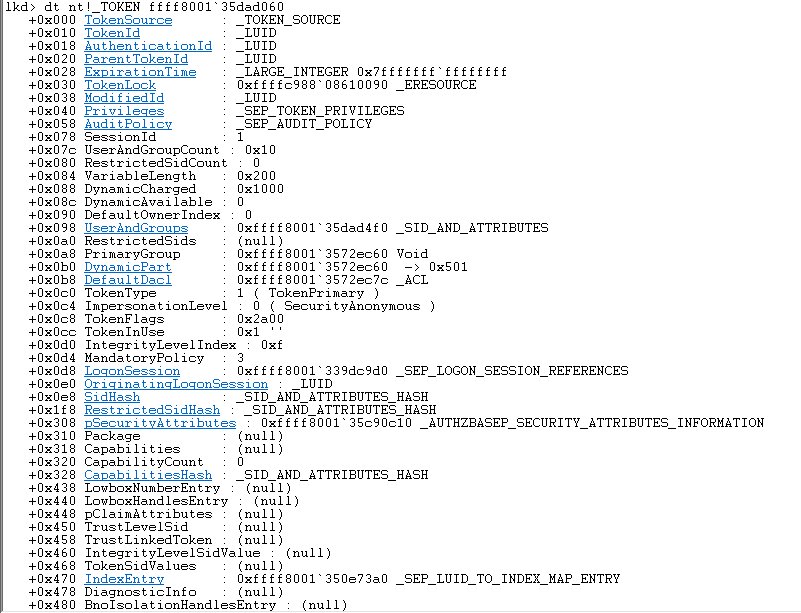 lkd> dt nt!_TOKEN ffff8001`35dad060
+0x000 TokenSource : _TOKEN_SOURCE
+0x010 TokenId : _LUID
+0x018 AuthenticationId : _LUID
+0x020 ParentTokenId : _LUID
+0x028 ExpirationTime : _LARGE_INTEGER 0x7fffffff`ffffffff
+0x030 TokenLock : 0xffffc988`08610090 _ERESOURCE
+0x038 ModifiedId : _LUID
+0x040 Privileges : _SEP_TOKEN_PRIVILEGES
+0x058 AuditPolicy : _SEP_AUDIT_POLICY
+0x078 SessionId : 1
+0x07c UserAndGroupCount : 0x10
+0x080 RestrictedSidCount : 0
+0x084 VariableLength : 0x200
+0x088 DynamicCharged : 0x1000
+0x08c DynamicAvailable : 0
+0x090 DefaultOwnerIndex : 0
+0x098 UserAndGroups : 0xffff8001`35dad4f0 _SID_AND_ATTRIBUTES
+0x0a0 RestrictedSids : (null)
+0x0a8 PrimaryGroup : 0xffff8001`3572ec60 Void
+0x0b0 DynamicPart : 0xffff8001`3572ec60 -> 0x501
+0x0b8 DefaultDacl : 0xffff8001`3572ec7c _ACL
+0x0c0 TokenType : 1 ( TokenPrimary )
+0x0c4 ImpersonationLevel : 0 ( SecurityAnonymous )
+0x0c8 TokenFlags : 0x2a00
+0x0cc TokenInUse : 0x1 ''
+0x0d0 IntegrityLevelIndex : 0xf
+0x0d4 MandatoryPolicy : 3
+0x0d8 LogonSession : 0xffff8001`339dc9d0 _SEP_LOGON_SESSION_REFERENCES
+0x0e0 OriginatingLogonSession : _LUID
+0x0e8 SidHash : _SID_AND_ATTRIBUTES_HASH
+0x1f8 RestrictedSidHash : _SID_AND_ATTRIBUTES_HASH
+0x308 pSecurityAttributes : 0xffff8001`35c90c10 _AUTHZBASEP_SECURITY_ATTRIBUTES_INFORMATION
+0x310 Package : (null)
+0x318 Capabilities : (null)
+0x320 CapabilityCount : 0
+0x328 CapabilitiesHash : _SID_AND_ATTRIBUTES_HASH
+0x438 LowboxNumberEntry : (null)
+0x440 LowboxHandlesEntry : (null)
+0x448 pClaimAttributes : (null)
+0x450 TrustLevelSid : (null)
+0x458 TrustLinkedToken : (null)
+0x460 IntegrityLevelSidValue : (null)
+0x468 TokenSidValues : (null)
+0x470 IndexEntry : 0xffff8001`350e73a0 _SEP_LUID_TO_INDEX_MAP_ENTRY
+0x478 DiagnosticInfo : (null)
+0x480 BnoIsolationHandlesEntry : (null)